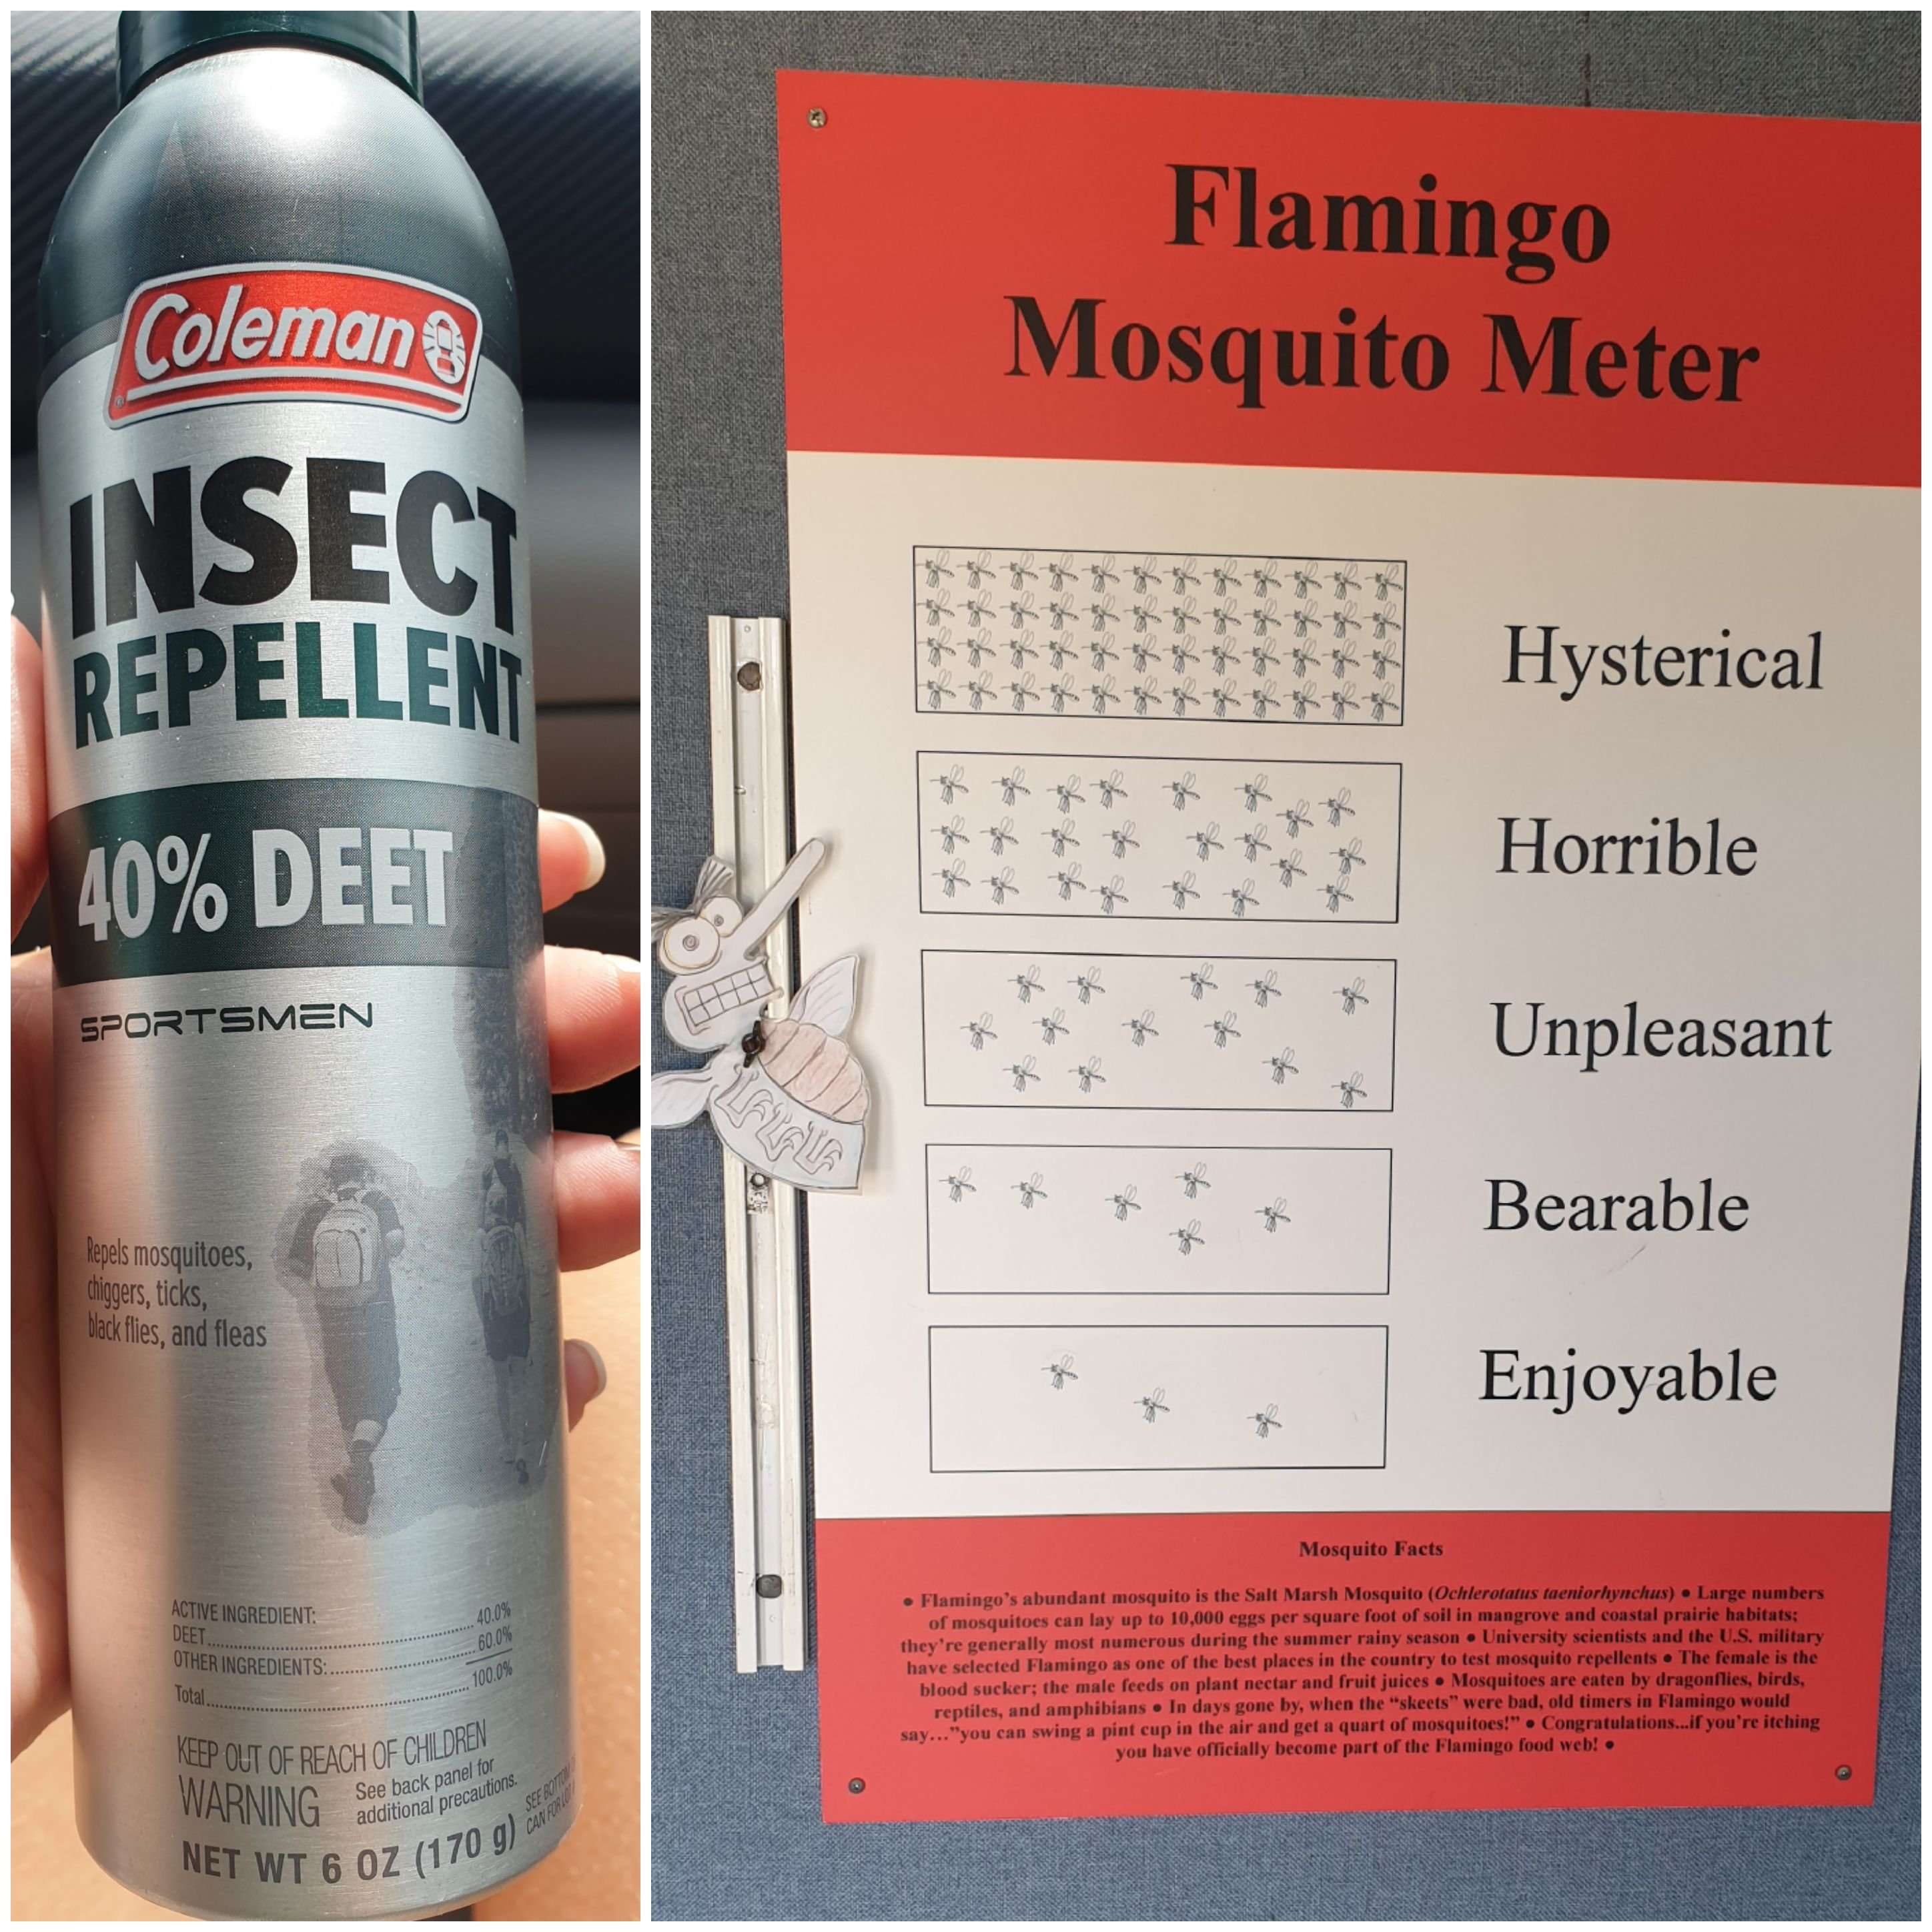 Coleman
INSECT
REPELLENT
40% DEET
SPORTSMEN
Repels mosquitoes,
chiggers, ticks,
black flies, and fleas
ACTIVE INGREDIENT:
DEET........................40.0%
OTHER INGREDIENTS:........................60.0%
Total........................100.0%
KEEP OUT OF REACH OF CHILDREN
WARNING See back panel for
additional precautions.
SEE BOTTOM
CAN FOR LOT
NET WT 6 OZ (170 g)
Flamingo
Mosquito Meter
Hysterical
Horrible
Unpleasant
Bearable
Enjoyable
Mosquito Facts
• Flamingo's abundant mosquito is the Salt Marsh Mosquito (Ochlerotatus taeniorhynchus) • Large numbers
of mosquitoes can lay up to 10,000 eggs per square foot of soil in mangrove and coastal prairie habitats;
they're generally most numerous during the summer rainy season • University scientists and the U.S. military
have selected Flamingo as one of the best places in the country to test mosquito repellents • The female is the
blood sucker; the male feeds on plant nectar and fruit juices • Mosquitoes are eaten by dragonflies, birds,
reptiles, and amphibians • In days gone by, when the "skeets" were bad, old timers in Flamingo would
say..."you can swing a pint cup in the air and get a quart of mosquitoes!" • Congratulations...if you're itching
you have officially become part of the Flamingo food web! •